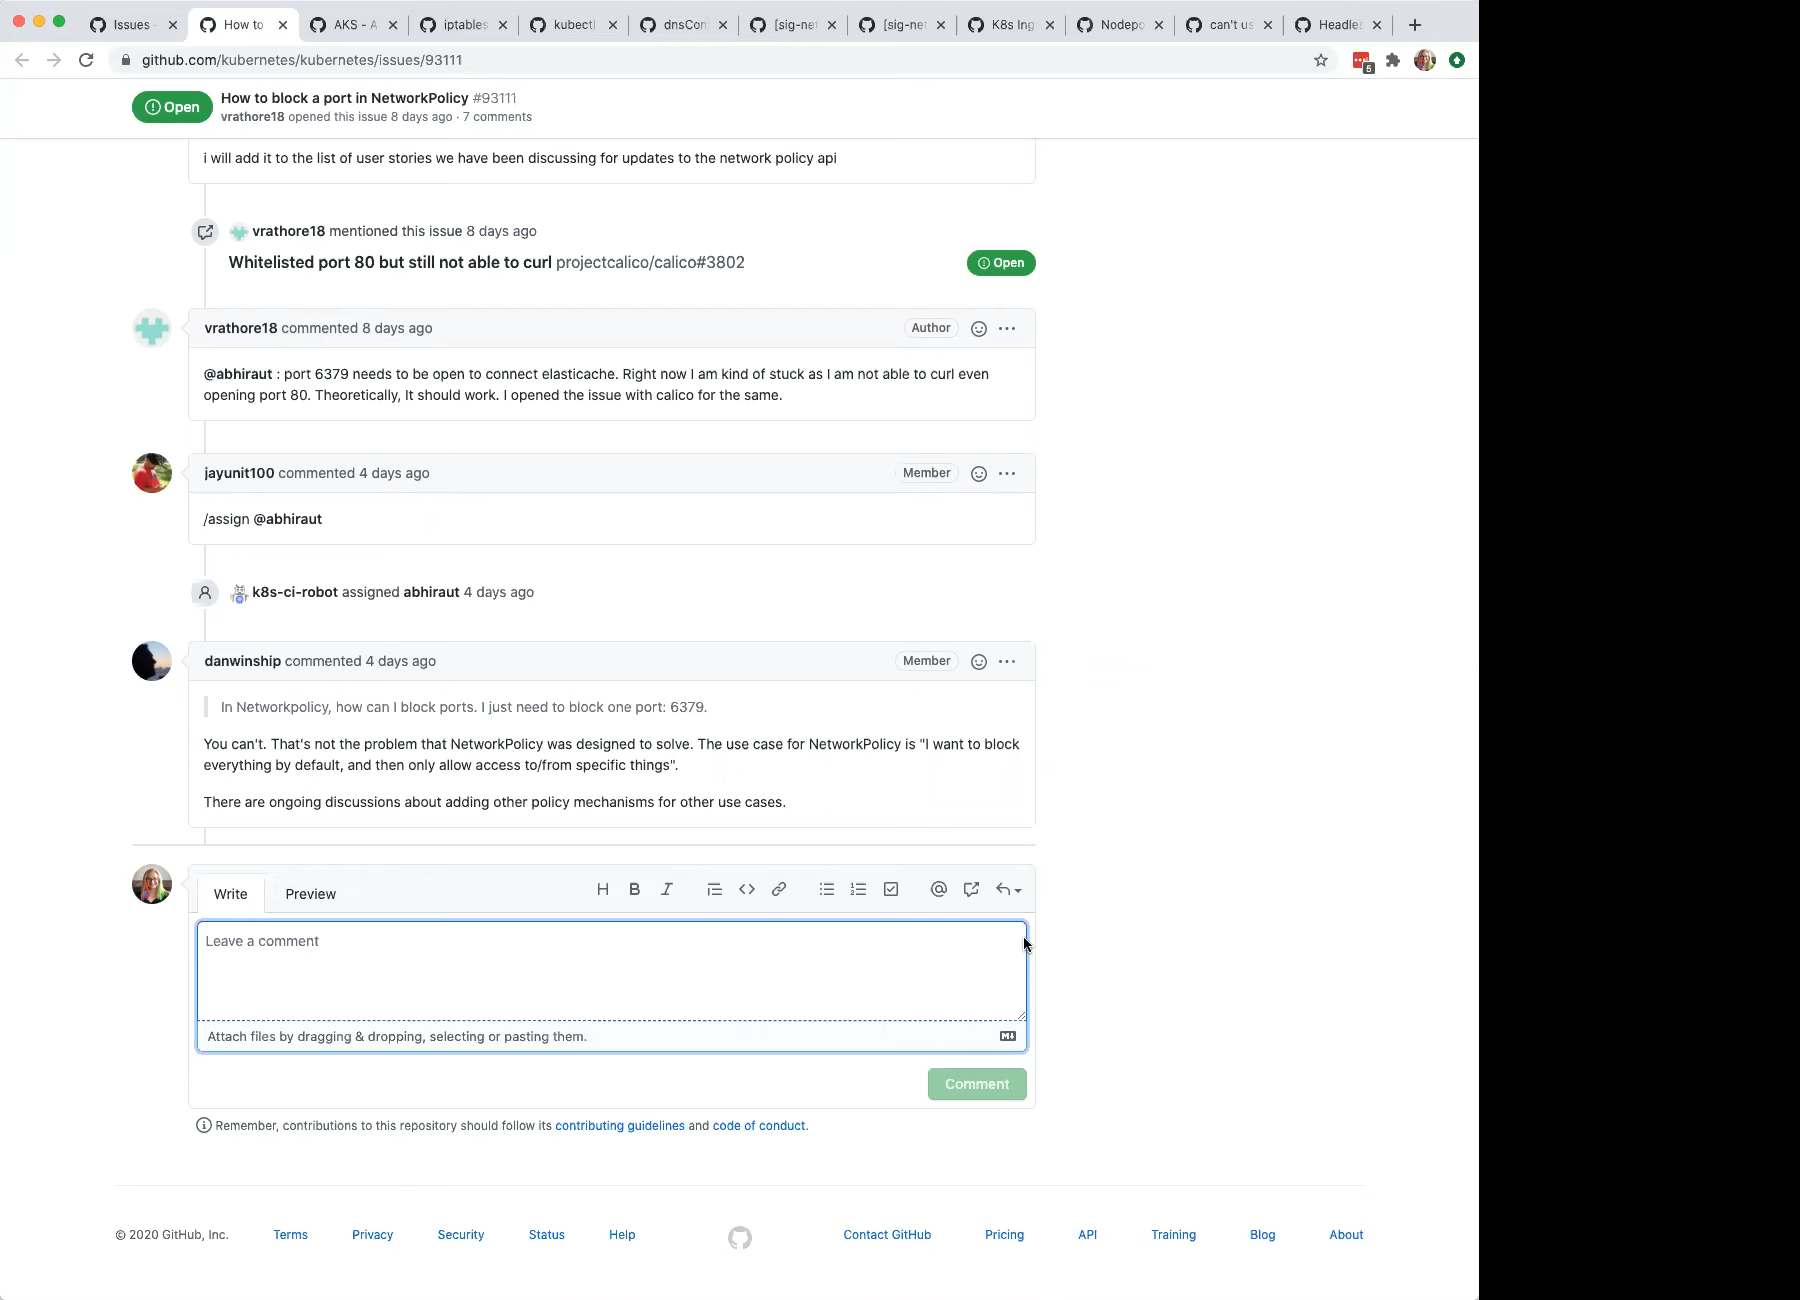 Issues
How to
AKS - A
iptables
kubectl
dnsCon
[sig-net
[sig-net
K8s Ing
Nodepo
can't us
Headles
github.com/kubernetes/kubernetes/issues/93111
6
Open
How to block a port in NetworkPolicy #93111
vrathore18 opened this issue 8 days ago · 7 comments
i will add it to the list of user stories we have been discussing for updates to the network policy api
vrathore18 mentioned this issue 8 days ago
Whitelisted port 80 but still not able to curl projectcalico/calico#3802
Open
vrathore18 commented 8 days ago
Author
@abhiraut : port 6379 needs to be open to connect elasticache. Right now I am kind of stuck as I am not able to curl even
opening port 80. Theoretically, It should work. I opened the issue with calico for the same.
jayunit100 commented 4 days ago
Member
/assign @abhiraut
k8s-ci-robot assigned abhiraut 4 days ago
danwinship commented 4 days ago
Member
In Networkpolicy, how can I block ports. I just need to block one port: 6379.
You can't. That's not the problem that NetworkPolicy was designed to solve. The use case for NetworkPolicy is "I want to block
everything by default, and then only allow access to/from specific things".
There are ongoing discussions about adding other policy mechanisms for other use cases.
Write
Preview
H B I
Leave a comment
Attach files by dragging & dropping, selecting or pasting them.
Comment
Remember, contributions to this repository should follow its contributing guidelines and code of conduct.
© 2020 GitHub, Inc. Terms Privacy Security Status Help Contact GitHub Pricing API Training Blog About